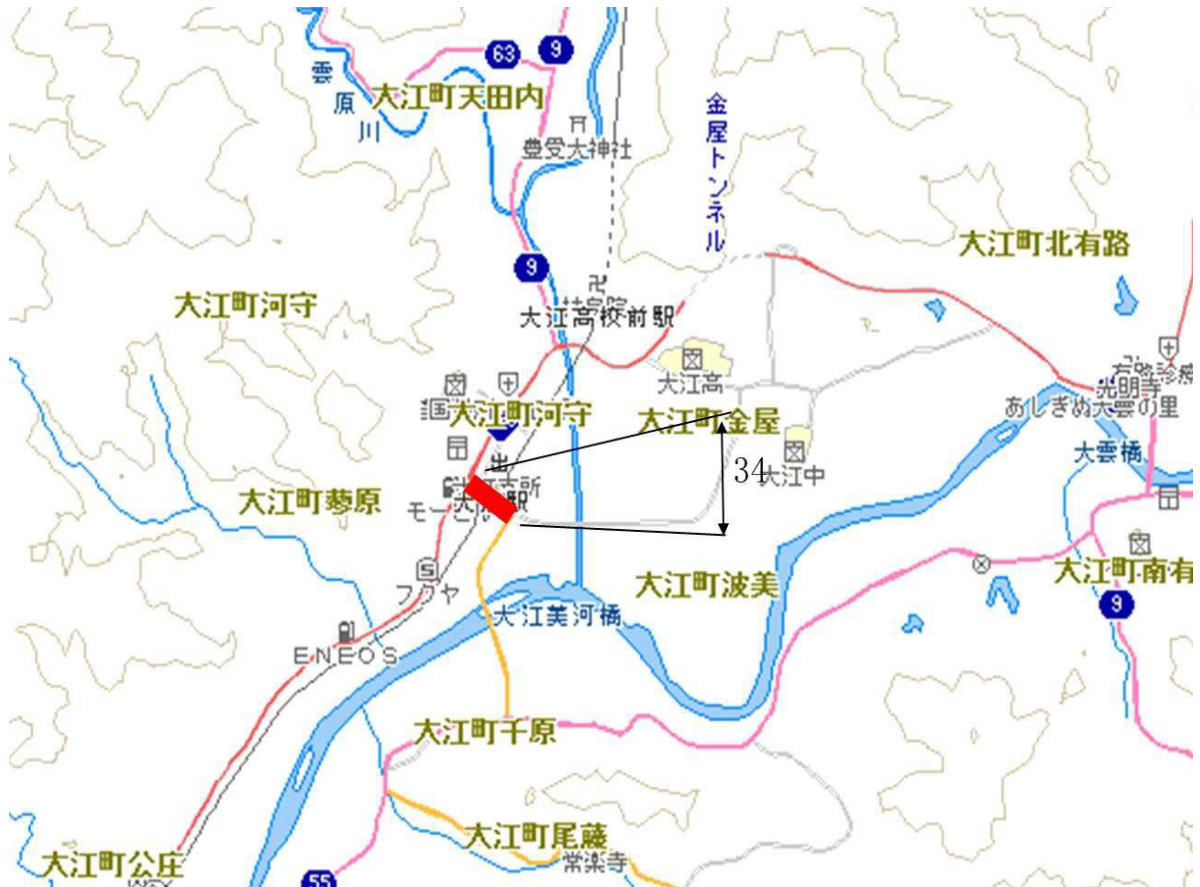 63
9
雲原川
大江町天田内
金屋トンネル
豊受大神社
大江町北有路
9
大江町河守
大江高校前駅
大江高
光明寺
あしぎぬ大雲の里
大江町河守
大江町金屋
大雲橋
34
大江中
大江町蓼原
フクヤ
大江町波美
大江町南有
9
大江美河橋
ENEOS
大江町千原
大江町尾藤
常楽寺
大江町公庄
55